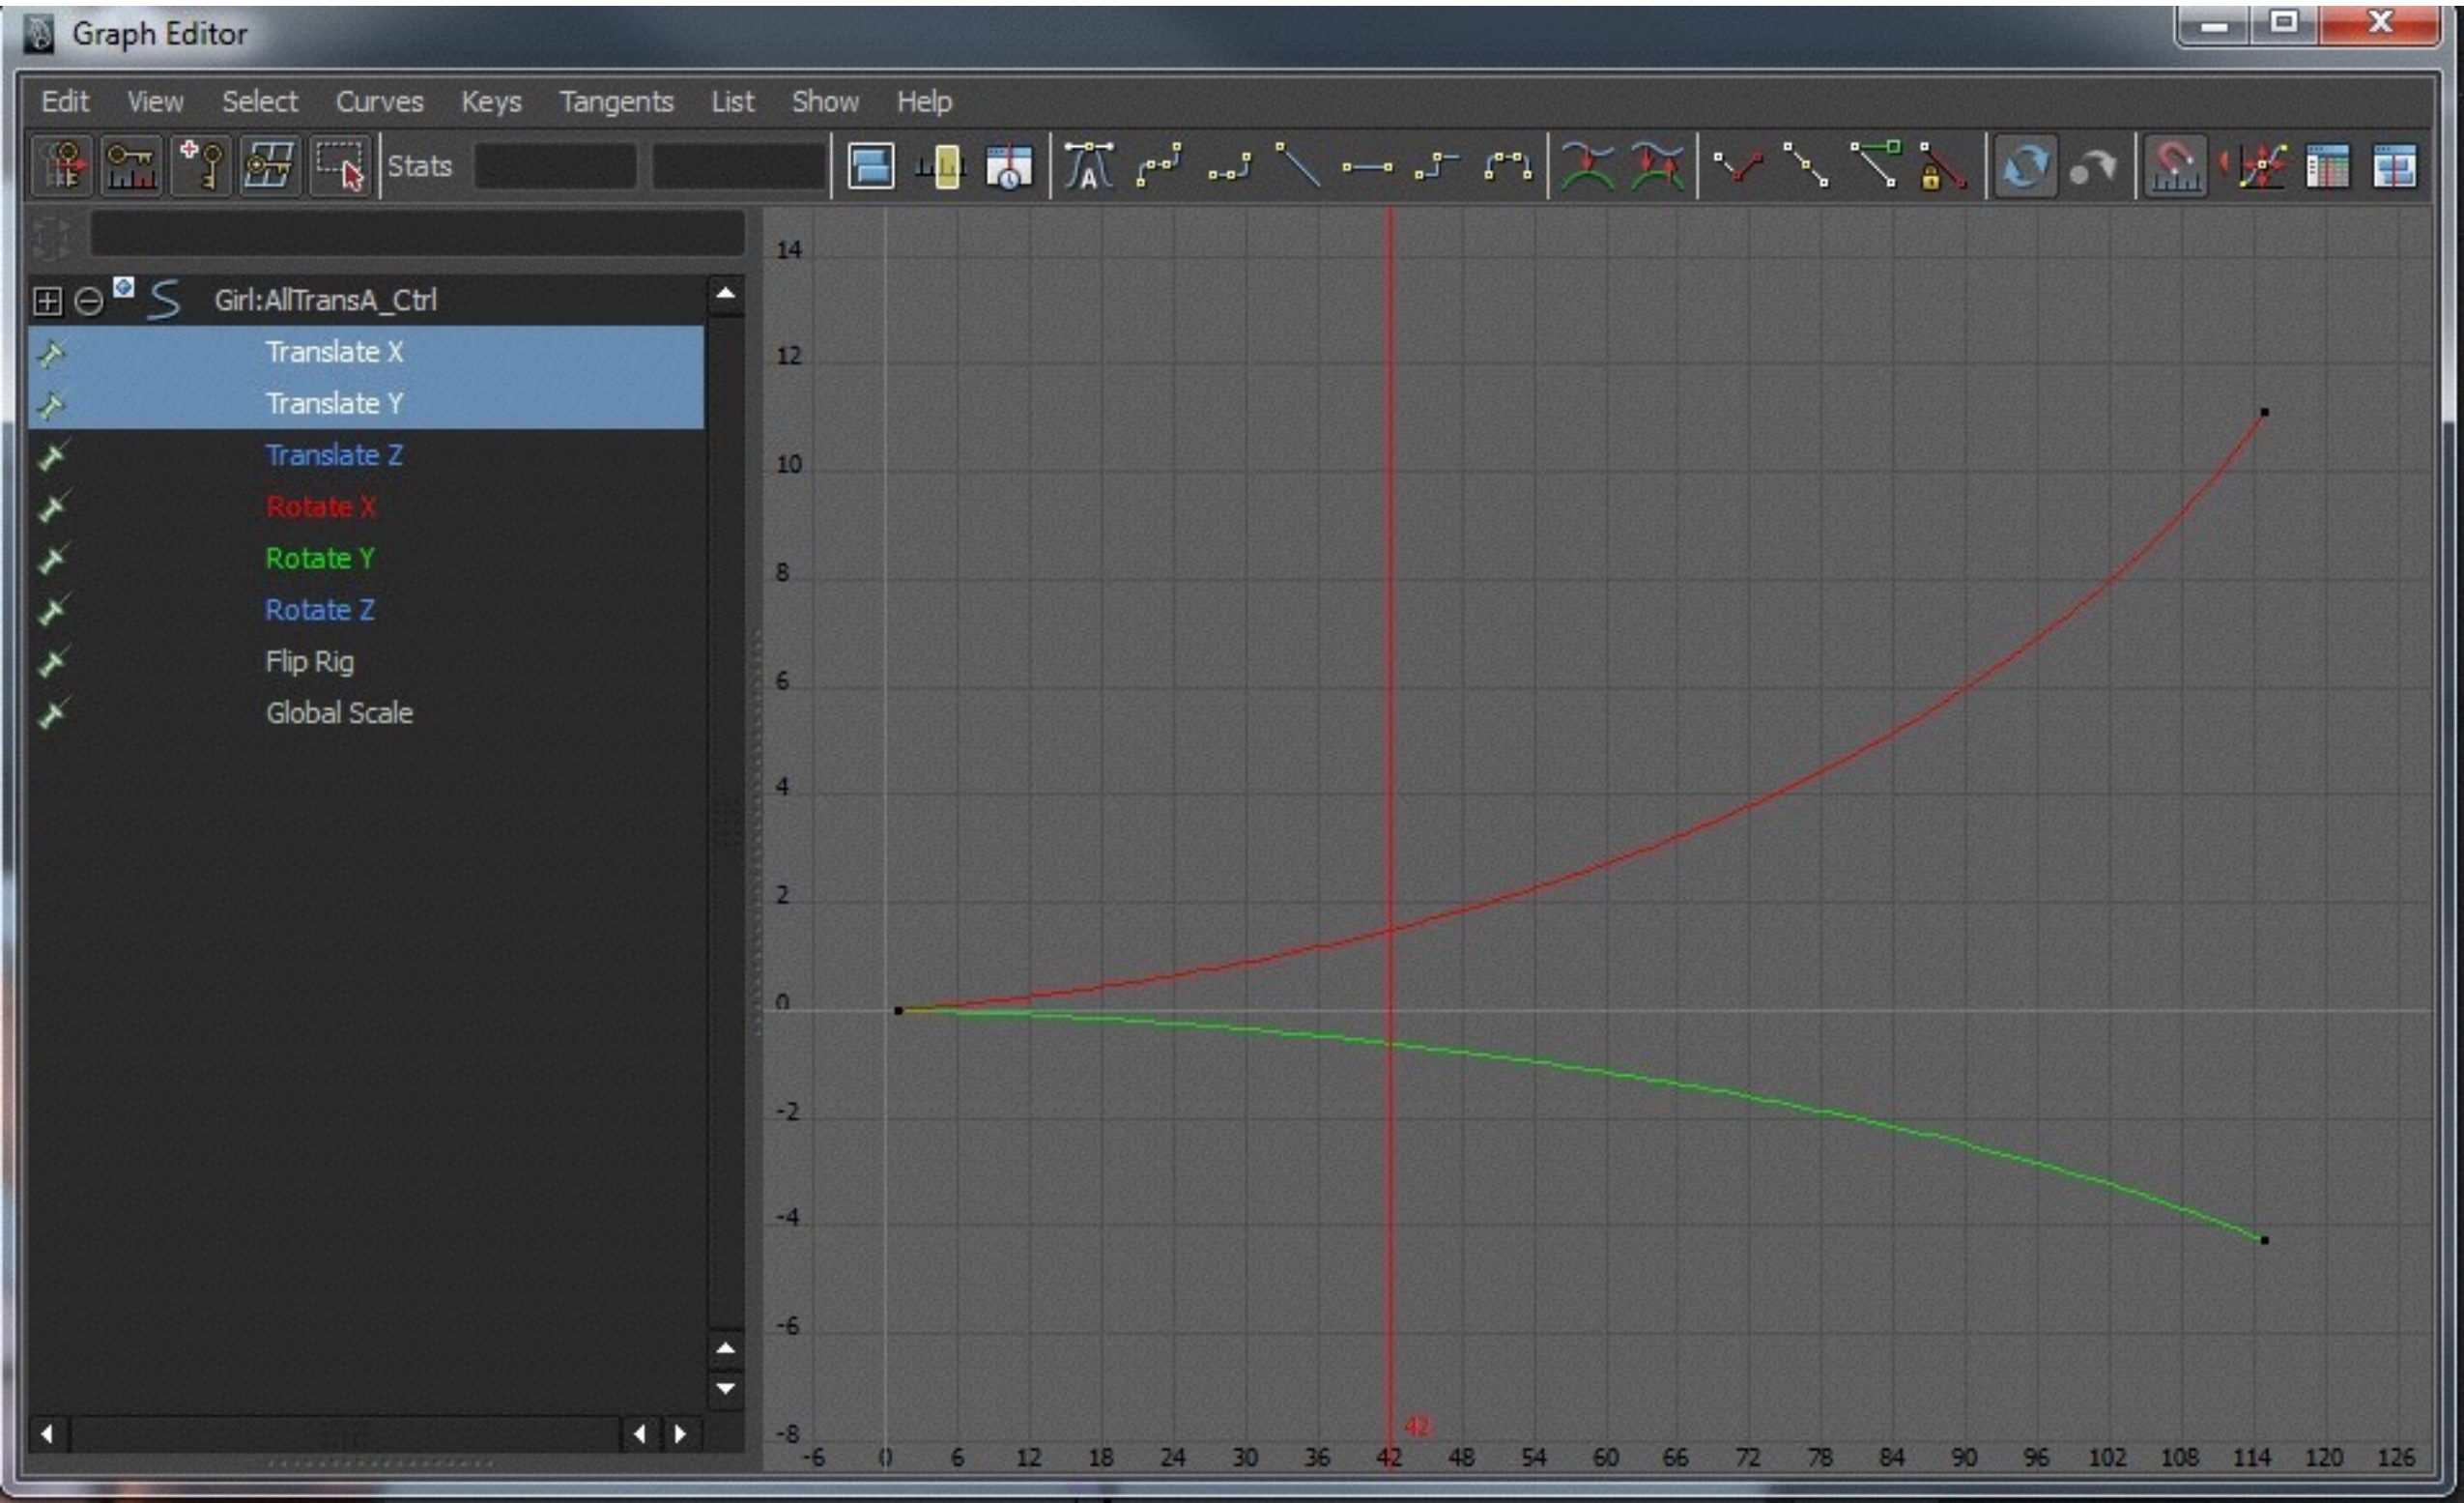 Graph Editor
Edit View Select Curves Keys Tangents List Show Help
Stats
Girl:AllTransA_Ctrl
Translate X
Translate Y
Translate Z
Rotate X
Rotate Y
Rotate Z
Flip Rig
Global Scale
14
12
10
8
6
4
2
0
-2
-4
-6
-8
42
-6 0 6 12 18 24 30 36 42 48 54 60 66 72 78 84 90 96 102 108 114 120 126